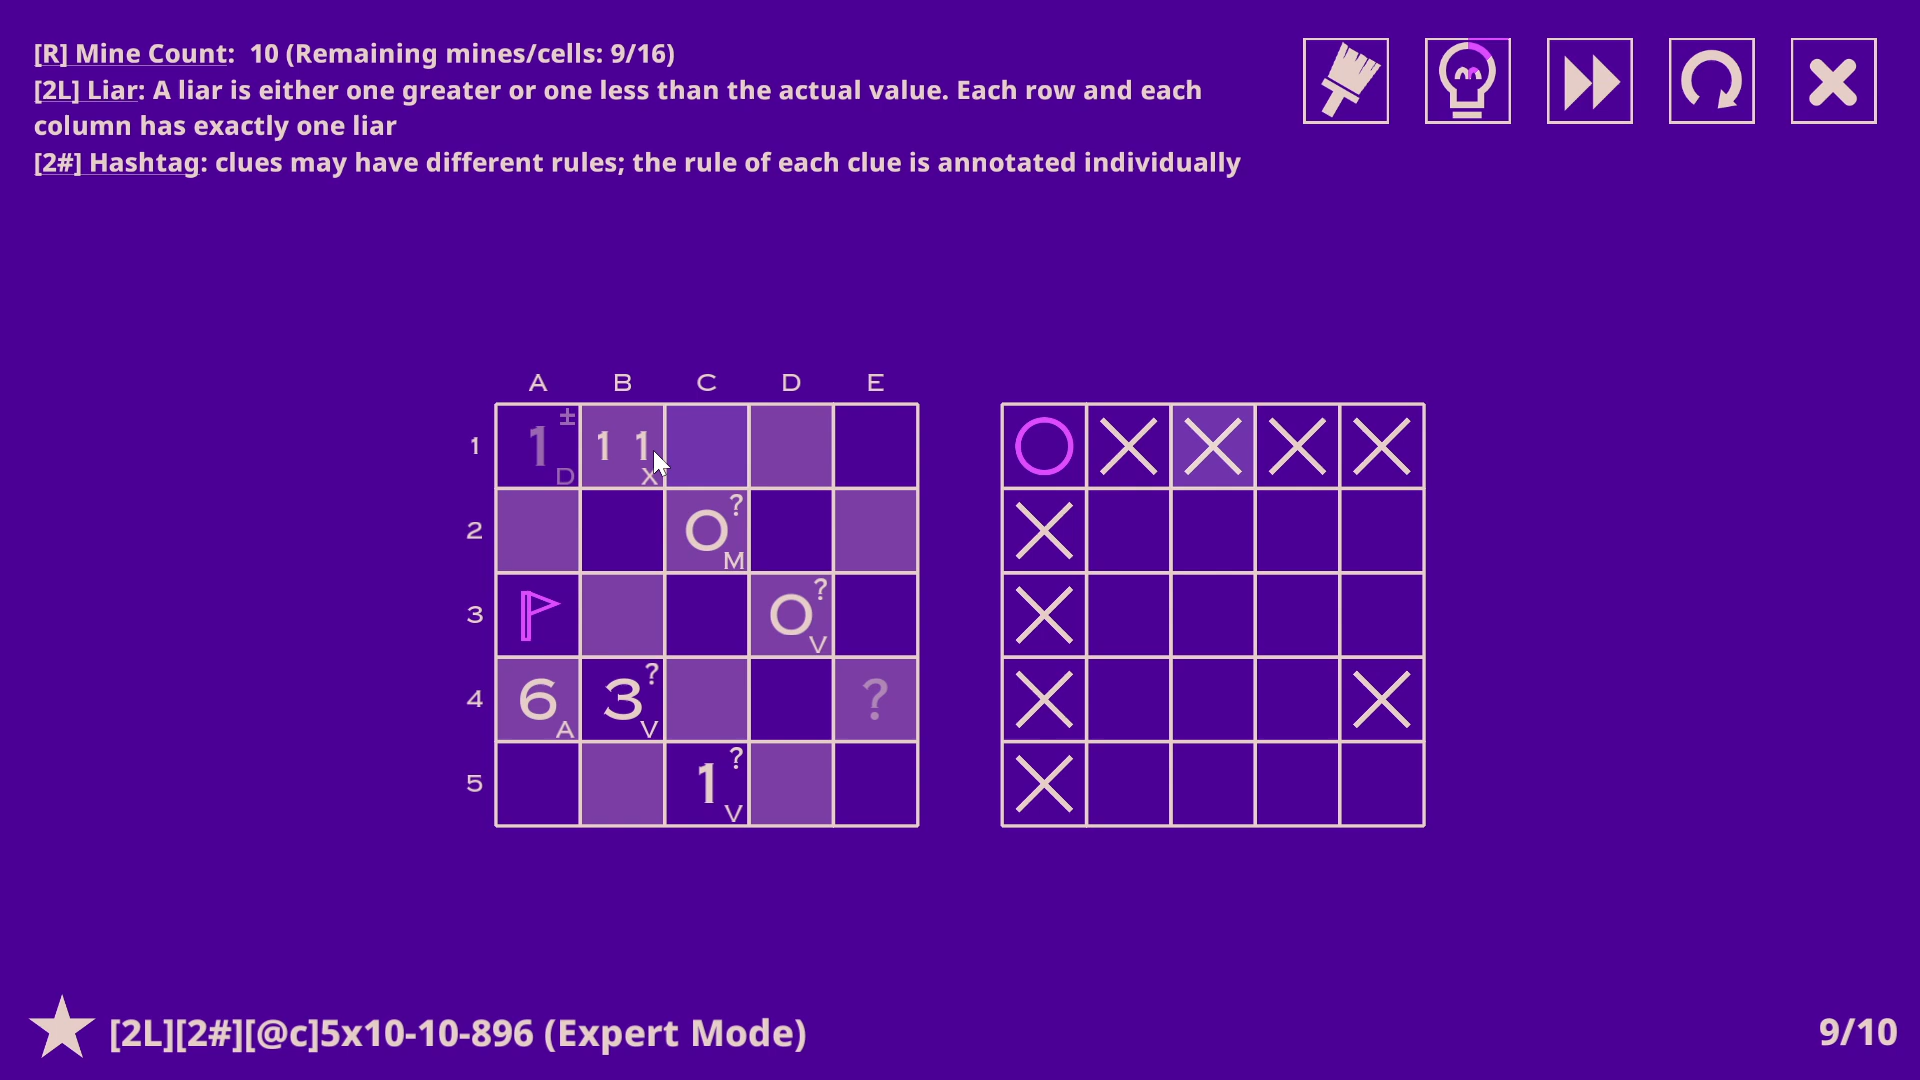 [R] Mine Count: 10 (Remaining mines/cells: 9/16)
[2L] Liar: A liar is either one greater or one less than the actual value. Each row and each
column has exactly one liar
[2#] Hashtag: clues may have different rules; the rule of each clue is annotated individually
A B C D E
1 1 ± D 1 1 X
2 0 ? M
3 0 ? V
4 6 A 3 ? V ?
5 1 ? V
[2L][2#][@c]5x10-10-896 (Expert Mode)
9/10